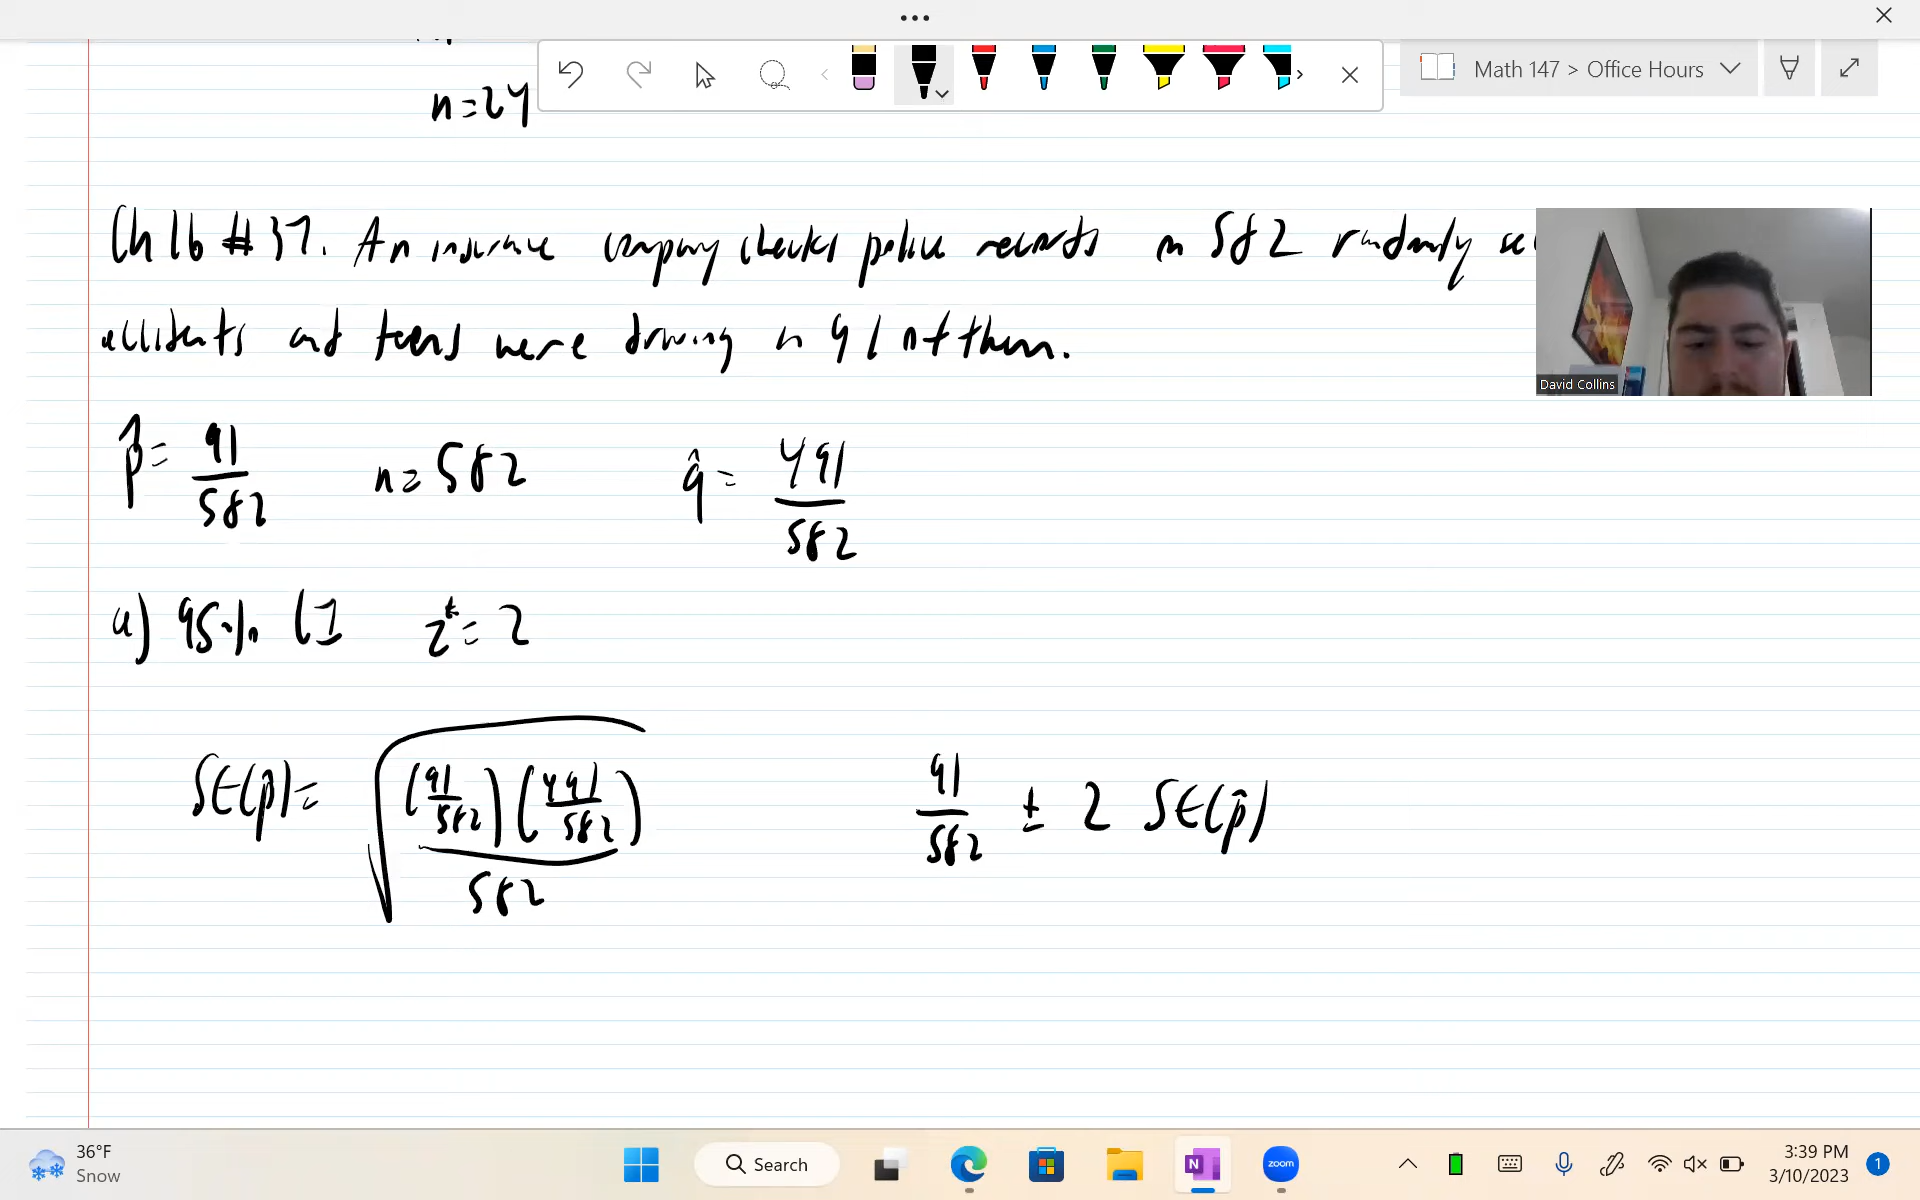 n=24
Math 147 > Office Hours
Ch 16 # 37. An insurance company checks police records on 582 randomly se
accidents and teens were driving in 91 of them.
David Collins
p̂ = 91/582 n = 582 q̂ = 491/582
a) 95% CI z* = 2
SE(p̂) = √((91/582)(491/582)/582) 91/582 ± 2 SE(p̂)
36°F
Snow
Search
N
zoom
3:39 PM
3/10/2023
1